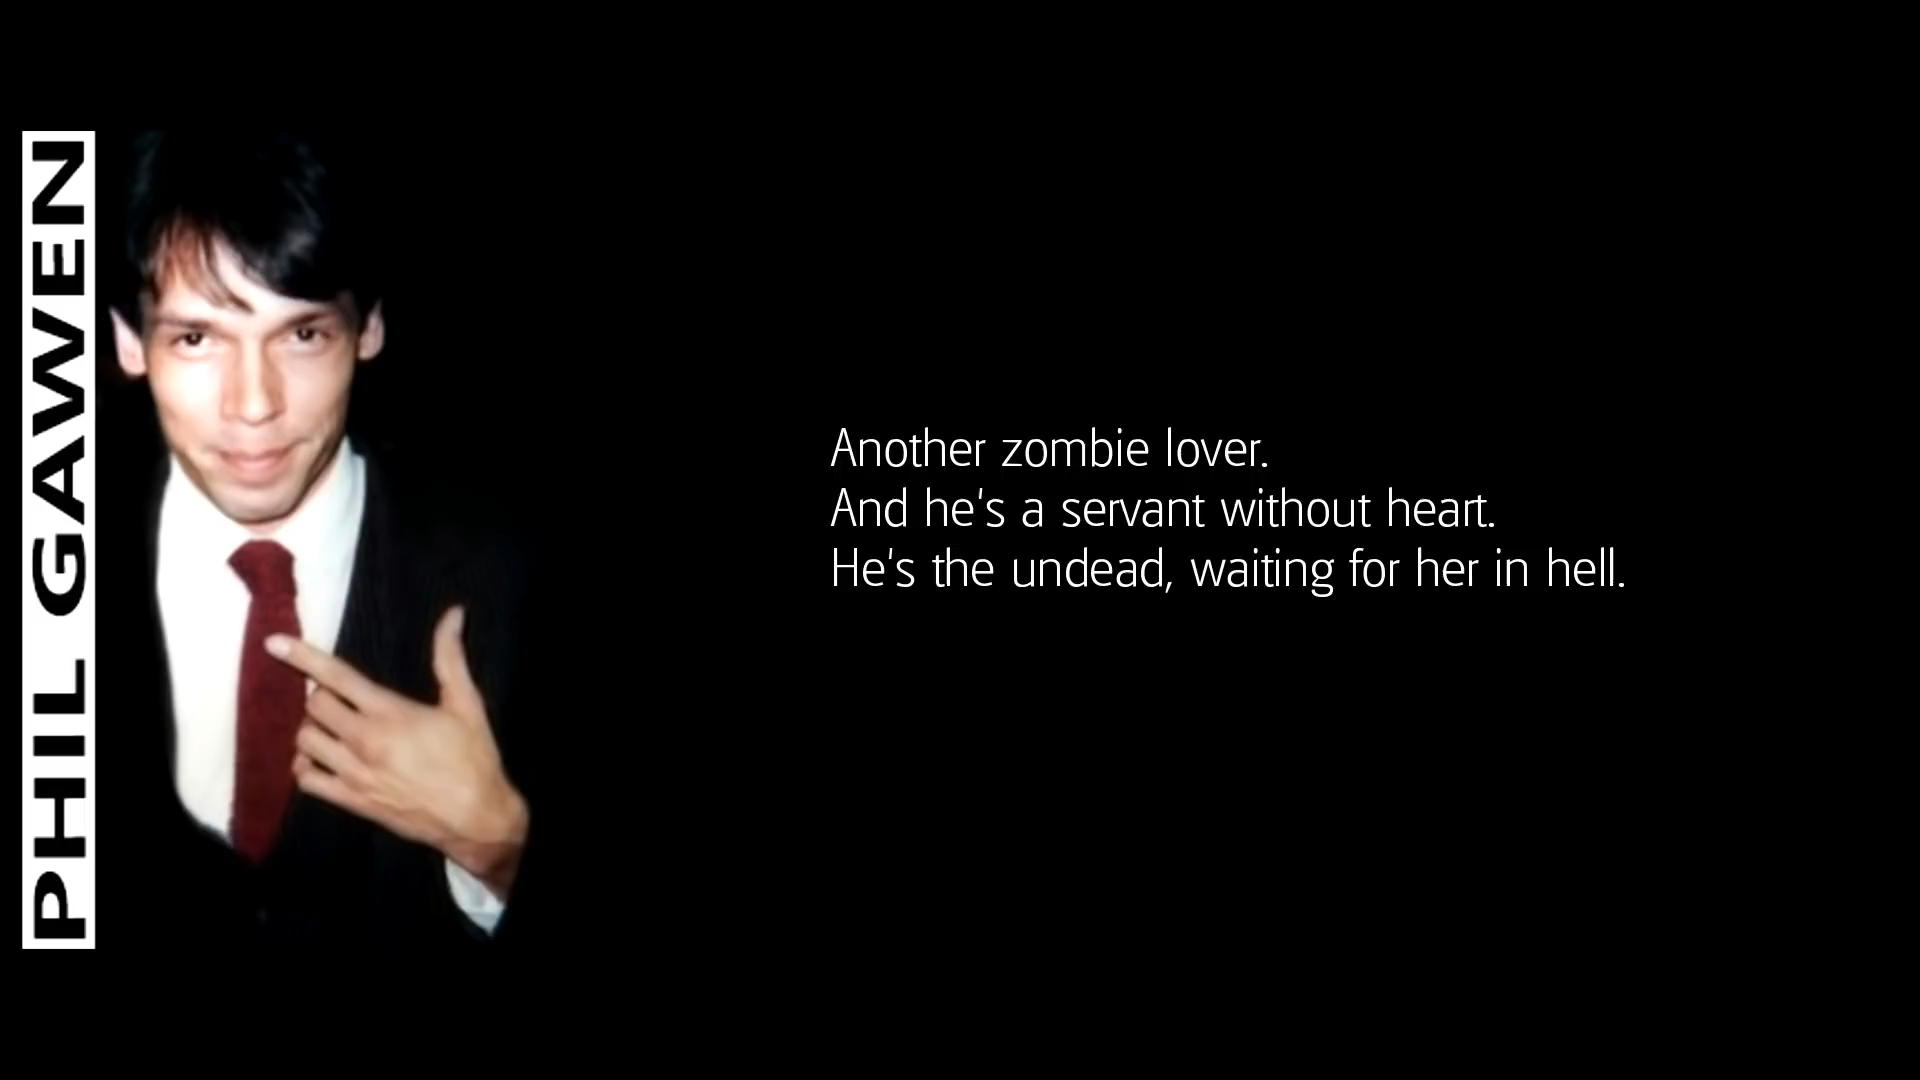 PHIL GAWEN
Another zombie lover.
And he's a servant without heart.
He's the undead, waiting for her in hell.